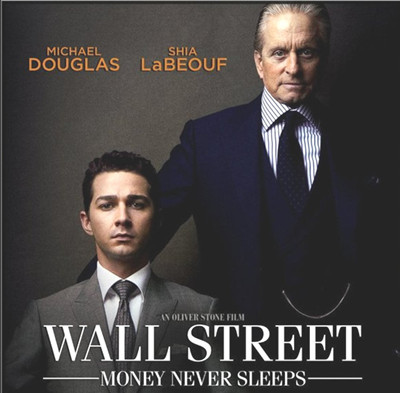 MICHAEL
DOUGLAS
SHIA
LaBEOUF
AN OLIVER STONE FILM
WALL STREET
MONEY NEVER SLEEPS